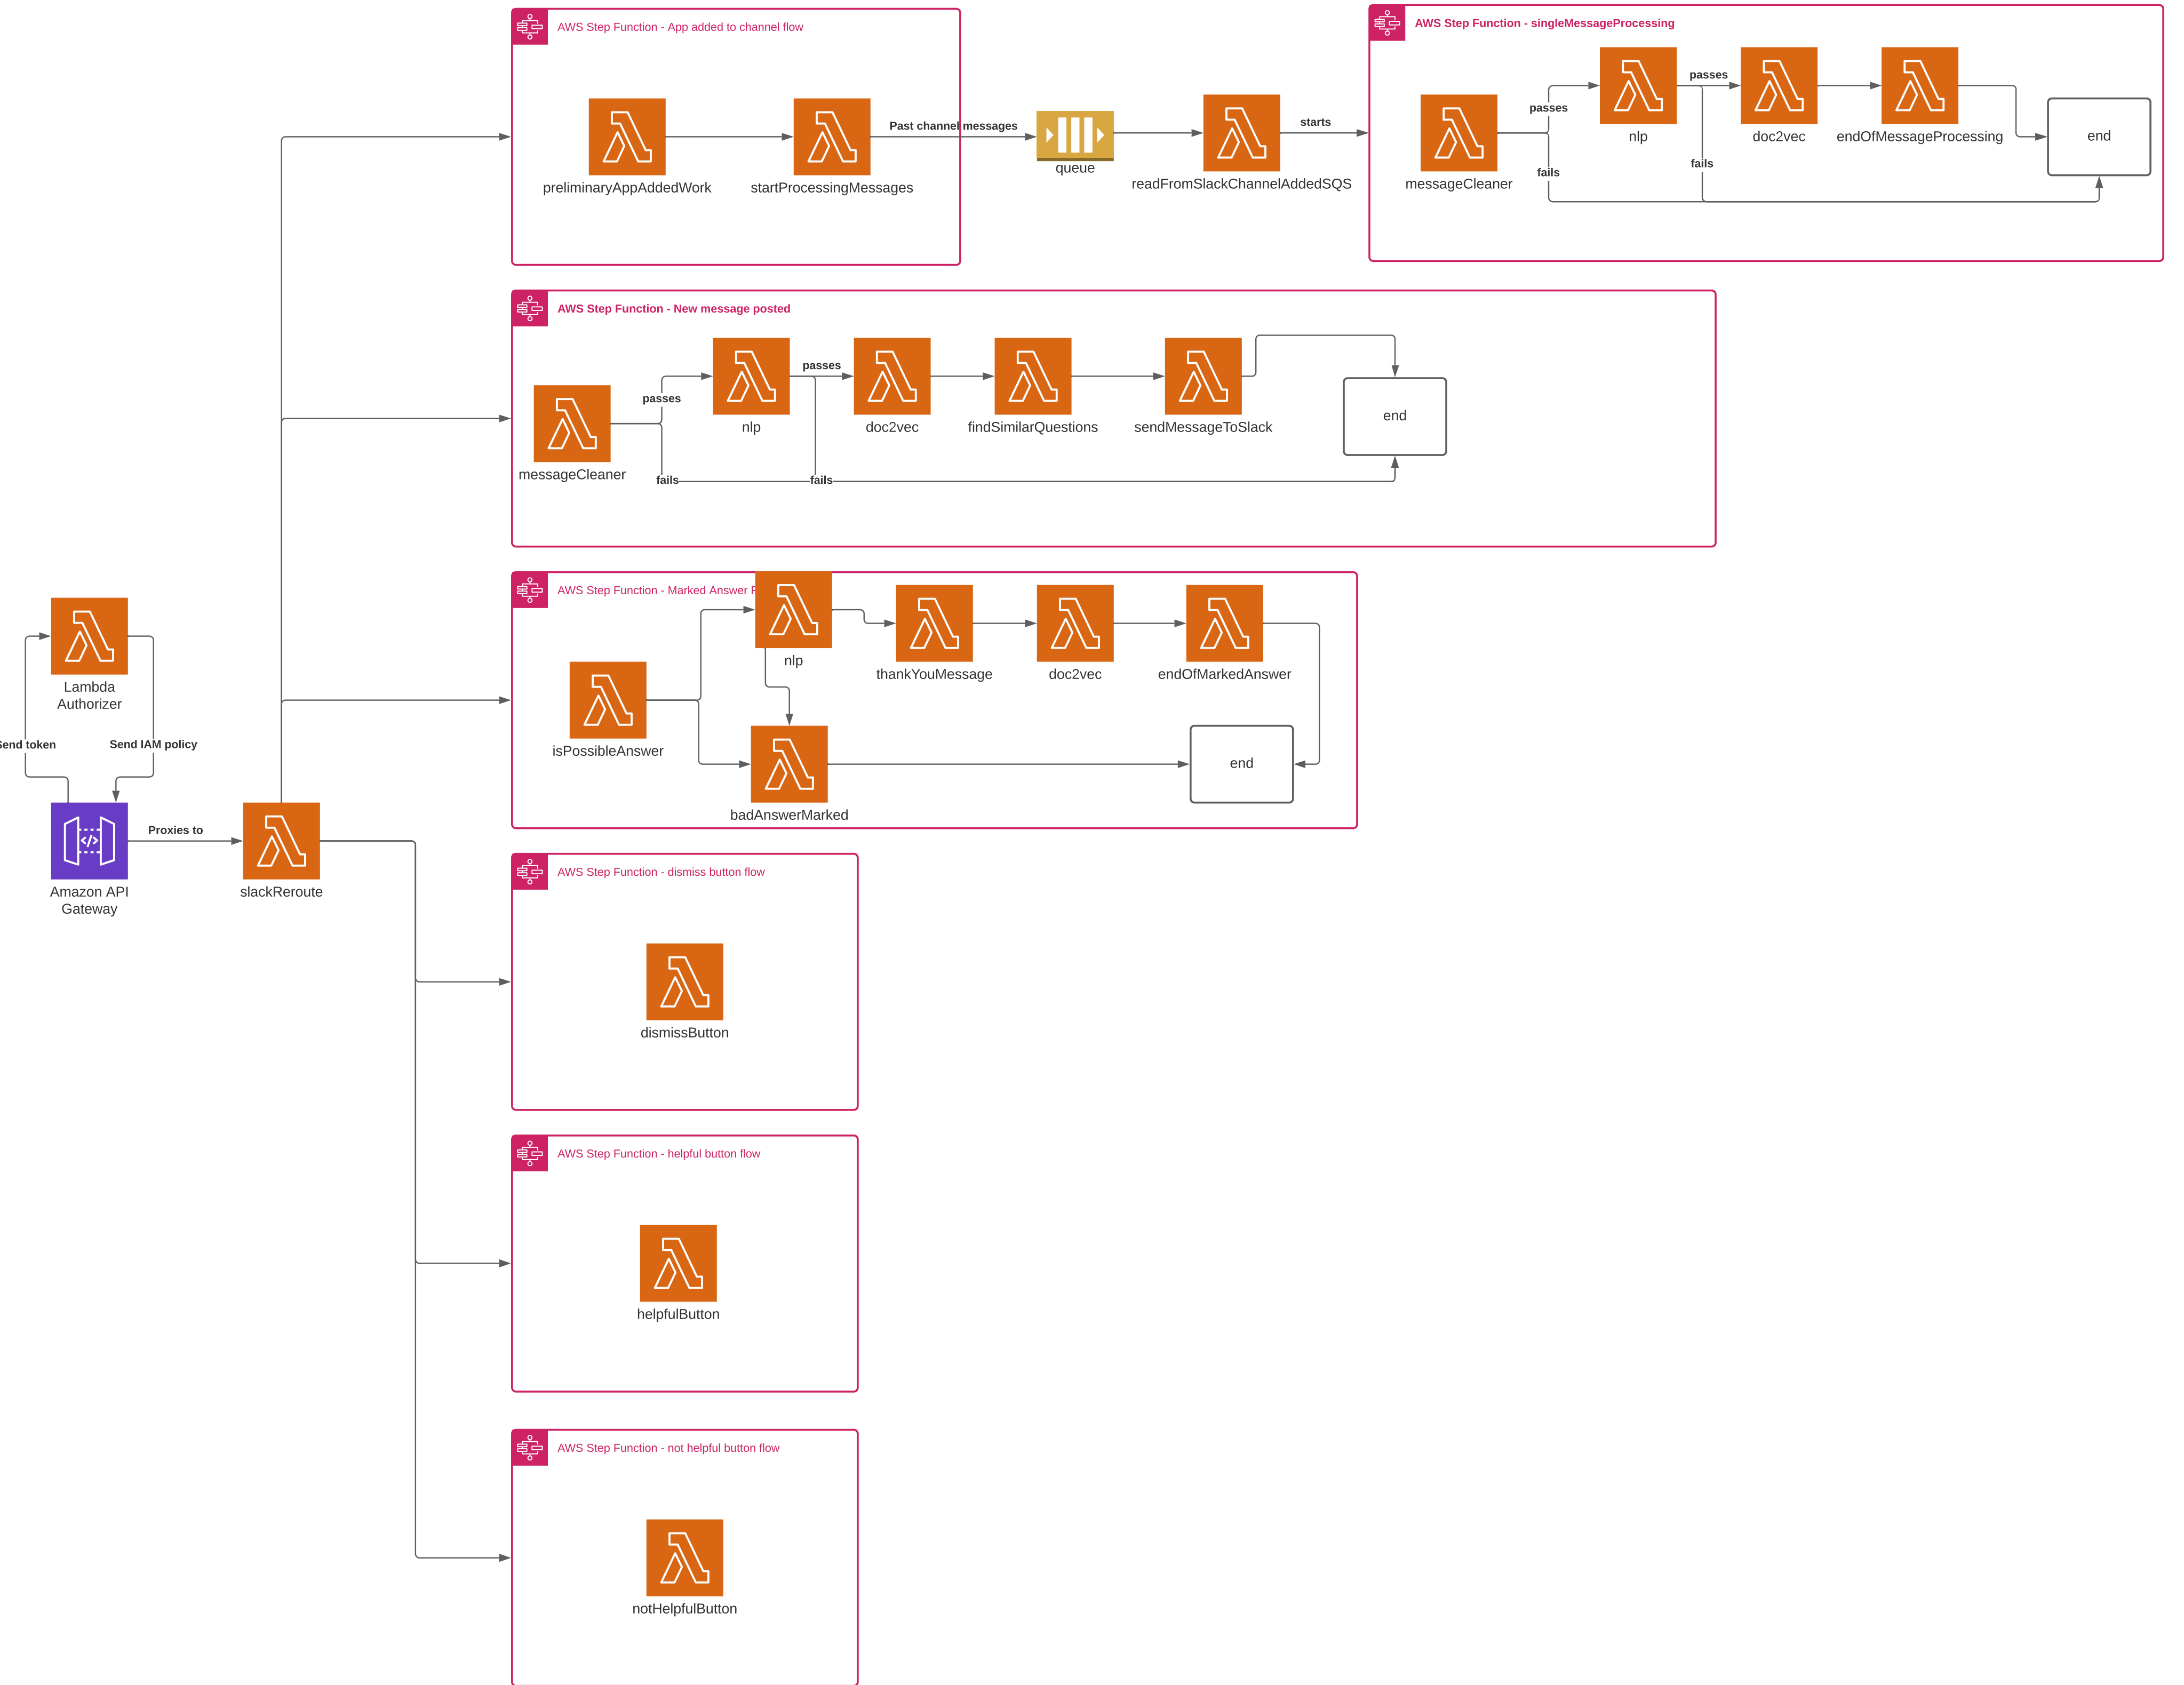 AWS Step Function - App added to channel flow
preliminaryAppAddedWork
startProcessingMessages
Past channel messages
queue
readFromSlackChannelAddedSQS
starts
AWS Step Function - singleMessageProcessing
messageCleaner
passes
fails
nlp
passes
fails
doc2vec
endOfMessageProcessing
end
AWS Step Function - New message posted
messageCleaner
passes
fails
nlp
passes
fails
doc2vec
findSimilarQuestions
sendMessageToSlack
end
AWS Step Function - Marked Answer
isPossibleAnswer
nlp
thankYouMessage
doc2vec
endOfMarkedAnswer
badAnswerMarked
end
Lambda
Authorizer
Send token
Send IAM policy
Amazon API
Gateway
Proxies to
slackReroute
AWS Step Function - dismiss button flow
dismissButton
AWS Step Function - helpful button flow
helpfulButton
AWS Step Function - not helpful button flow
notHelpfulButton